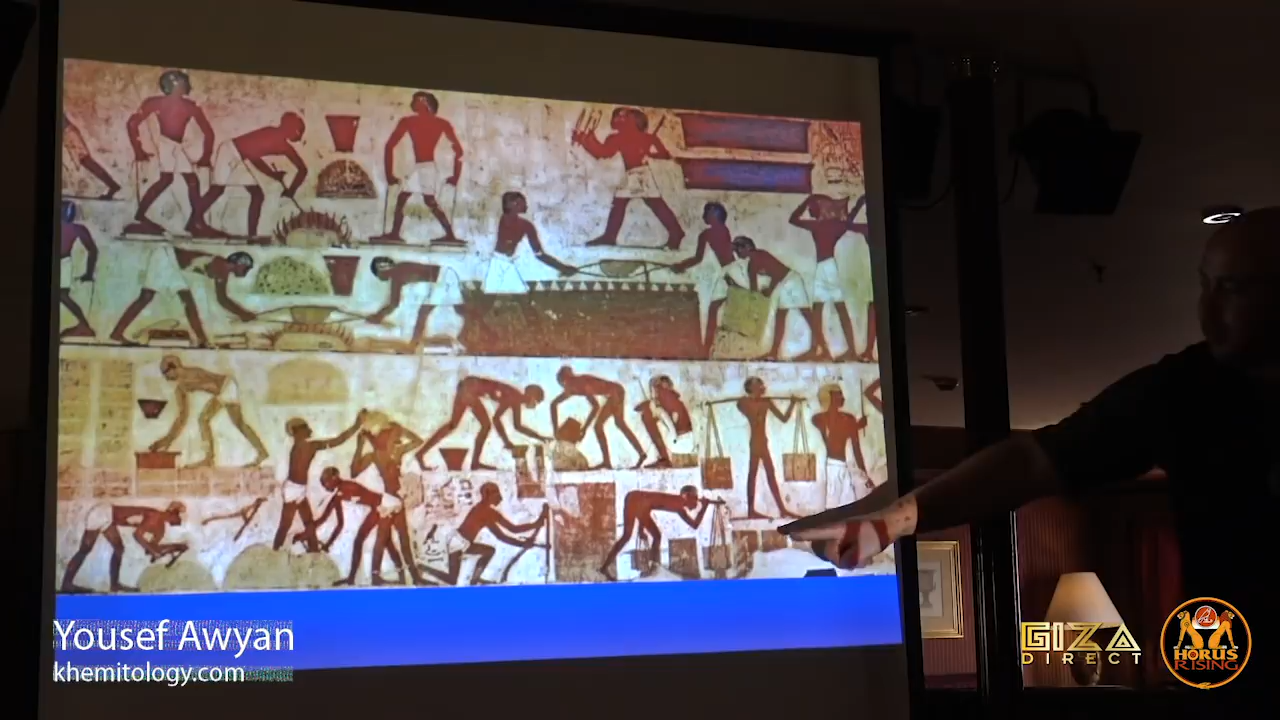 Yousef Awyan
khemitology.com
GIZA
DIRECT
HORUS
RISING